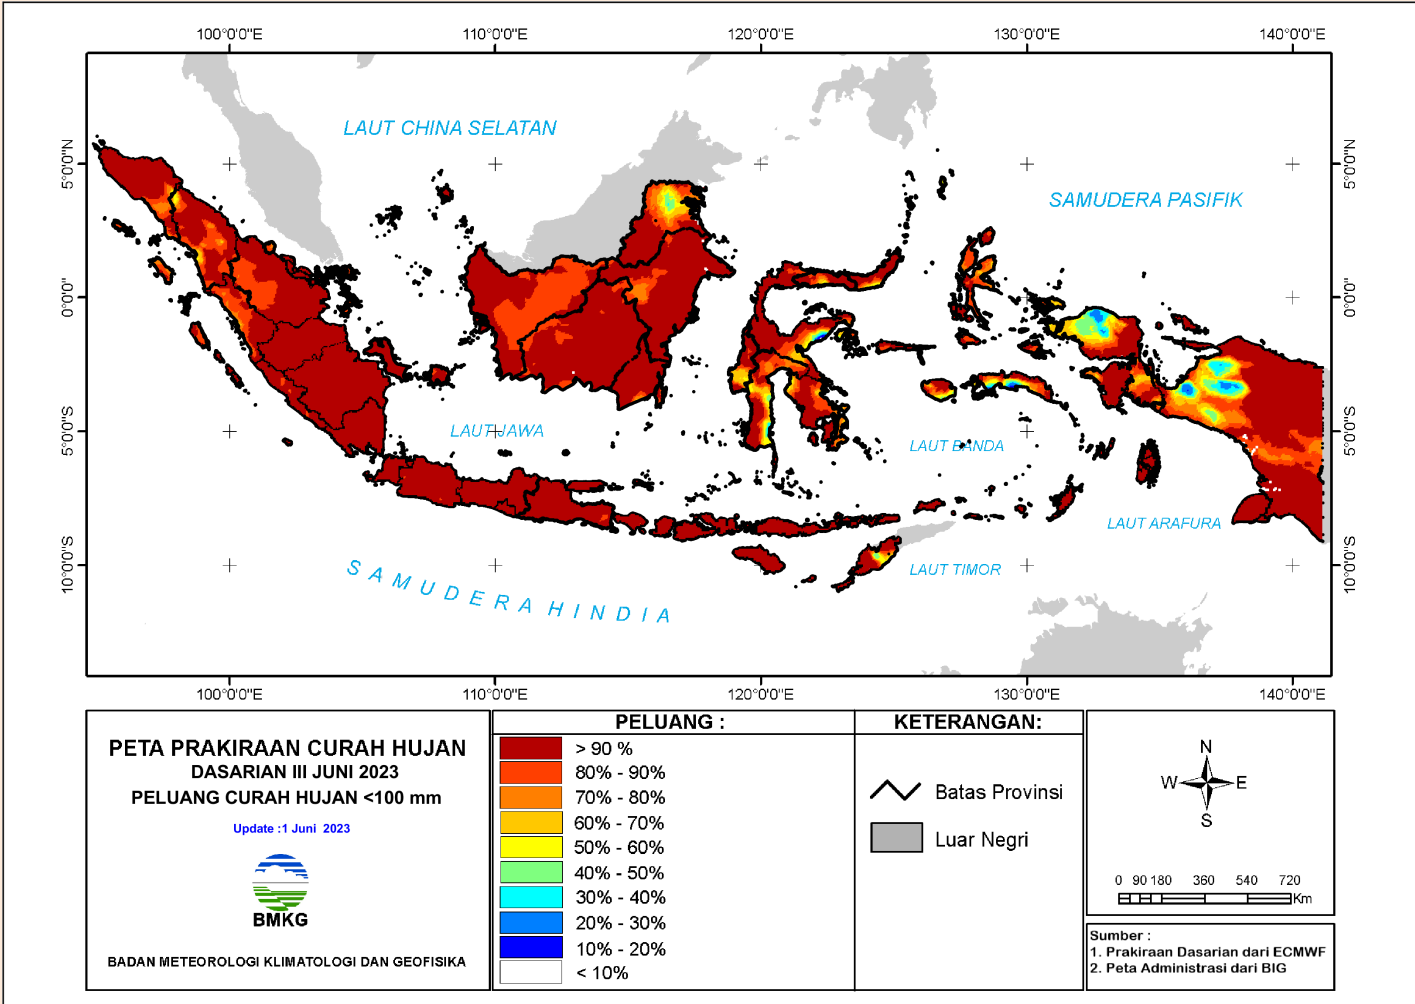 100°0'0"E 110°0'0"E 120°0'0"E 130°0'0"E 140°0'0"E
LAUT CHINA SELATAN
5°0'0"N 5°0'0"N
SAMUDERA PASIFIK
0°0'0" 0°0'0"
LAUT JAWA
5°0'0"S 5°0'0"S
LAUT BANDA
LAUT ARAFURA
10°0'0"S 10°0'0"S
LAUT TIMOR
SAMUDERA HINDIA
100°0'0"E 110°0'0"E 120°0'0"E 130°0'0"E 140°0'0"E
PETA PRAKIRAAN CURAH HUJAN
DASARIAN III JUNI 2023
PELUANG CURAH HUJAN <100 mm
Update :1 Juni 2023
BMKG
BADAN METEOROLOGI KLIMATOLOGI DAN GEOFISIKA
PELUANG :
> 90 %
80% - 90%
70% - 80%
60% - 70%
50% - 60%
40% - 50%
30% - 40%
20% - 30%
10% - 20%
< 10%
KETERANGAN:
Batas Provinsi
Luar Negri
N
W E
S
0 90 180 360 540 720
Km
Sumber :
1. Prakiraan Dasarian dari ECMWF
2. Peta Administrasi dari BIG